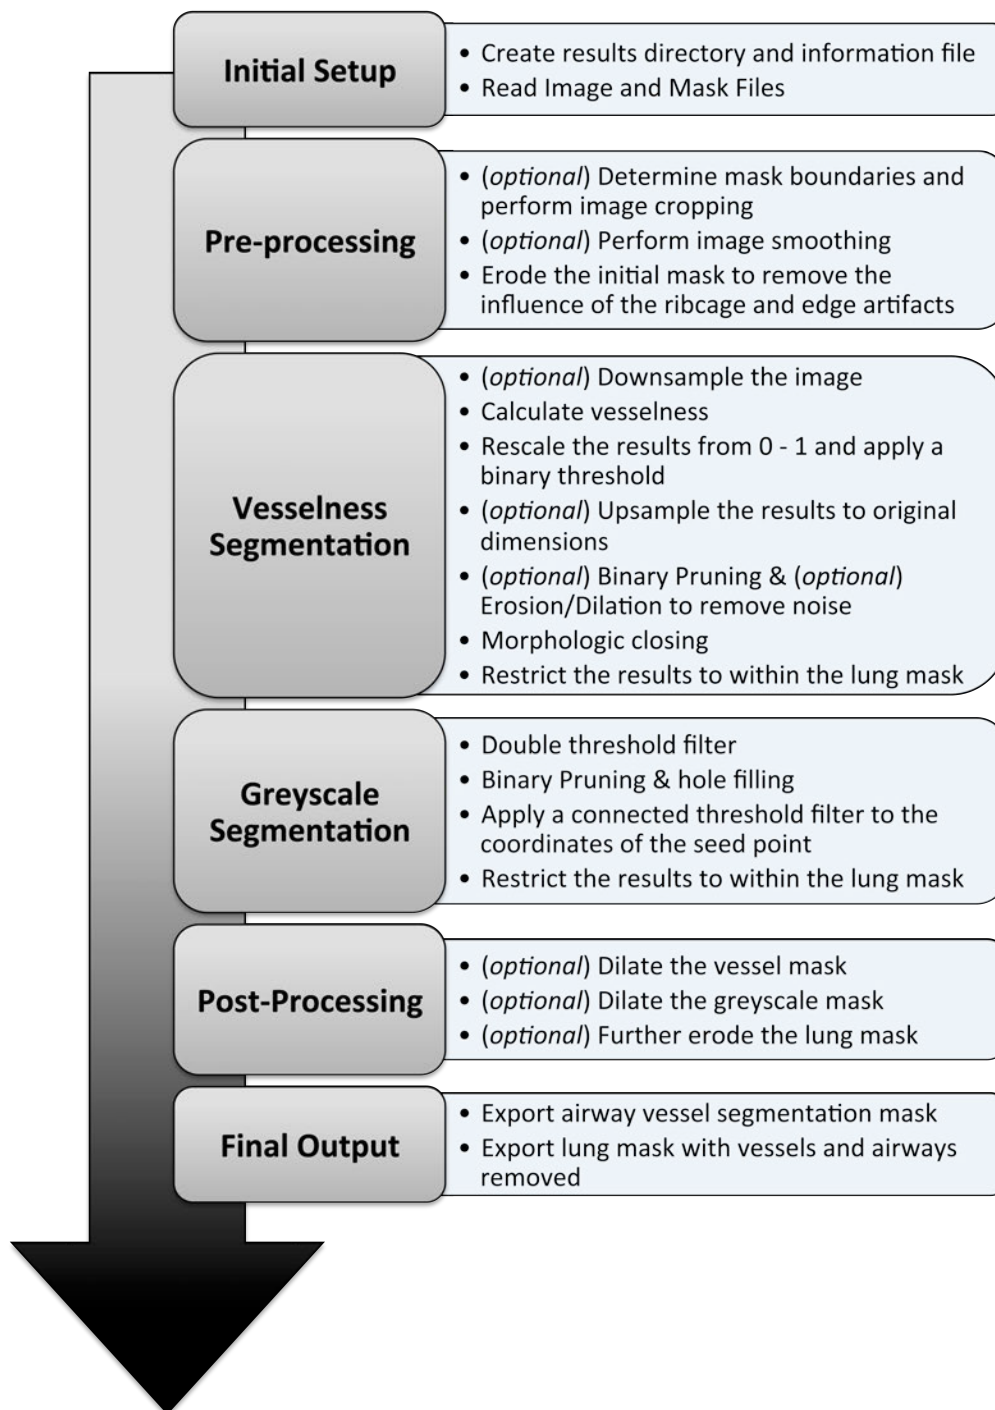 Initial Setup
• Create results directory and information file
• Read Image and Mask Files
Pre-processing
• (optional) Determine mask boundaries and
perform image cropping
• (optional) Perform image smoothing
• Erode the initial mask to remove the
influence of the ribcage and edge artifacts
Vesselness
Segmentation
• (optional) Downsample the image
• Calculate vesselness
• Rescale the results from 0 - 1 and apply a
binary threshold
• (optional) Upsample the results to original
dimensions
• (optional) Binary Pruning & (optional)
Erosion/Dilation to remove noise
• Morphologic closing
• Restrict the results to within the lung mask
Greyscale
Segmentation
• Double threshold filter
• Binary Pruning & hole filling
• Apply a connected threshold filter to the
coordinates of the seed point
• Restrict the results to within the lung mask
Post-Processing
• (optional) Dilate the vessel mask
• (optional) Dilate the greyscale mask
• (optional) Further erode the lung mask
Final Output
• Export airway vessel segmentation mask
• Export lung mask with vessels and airways
removed